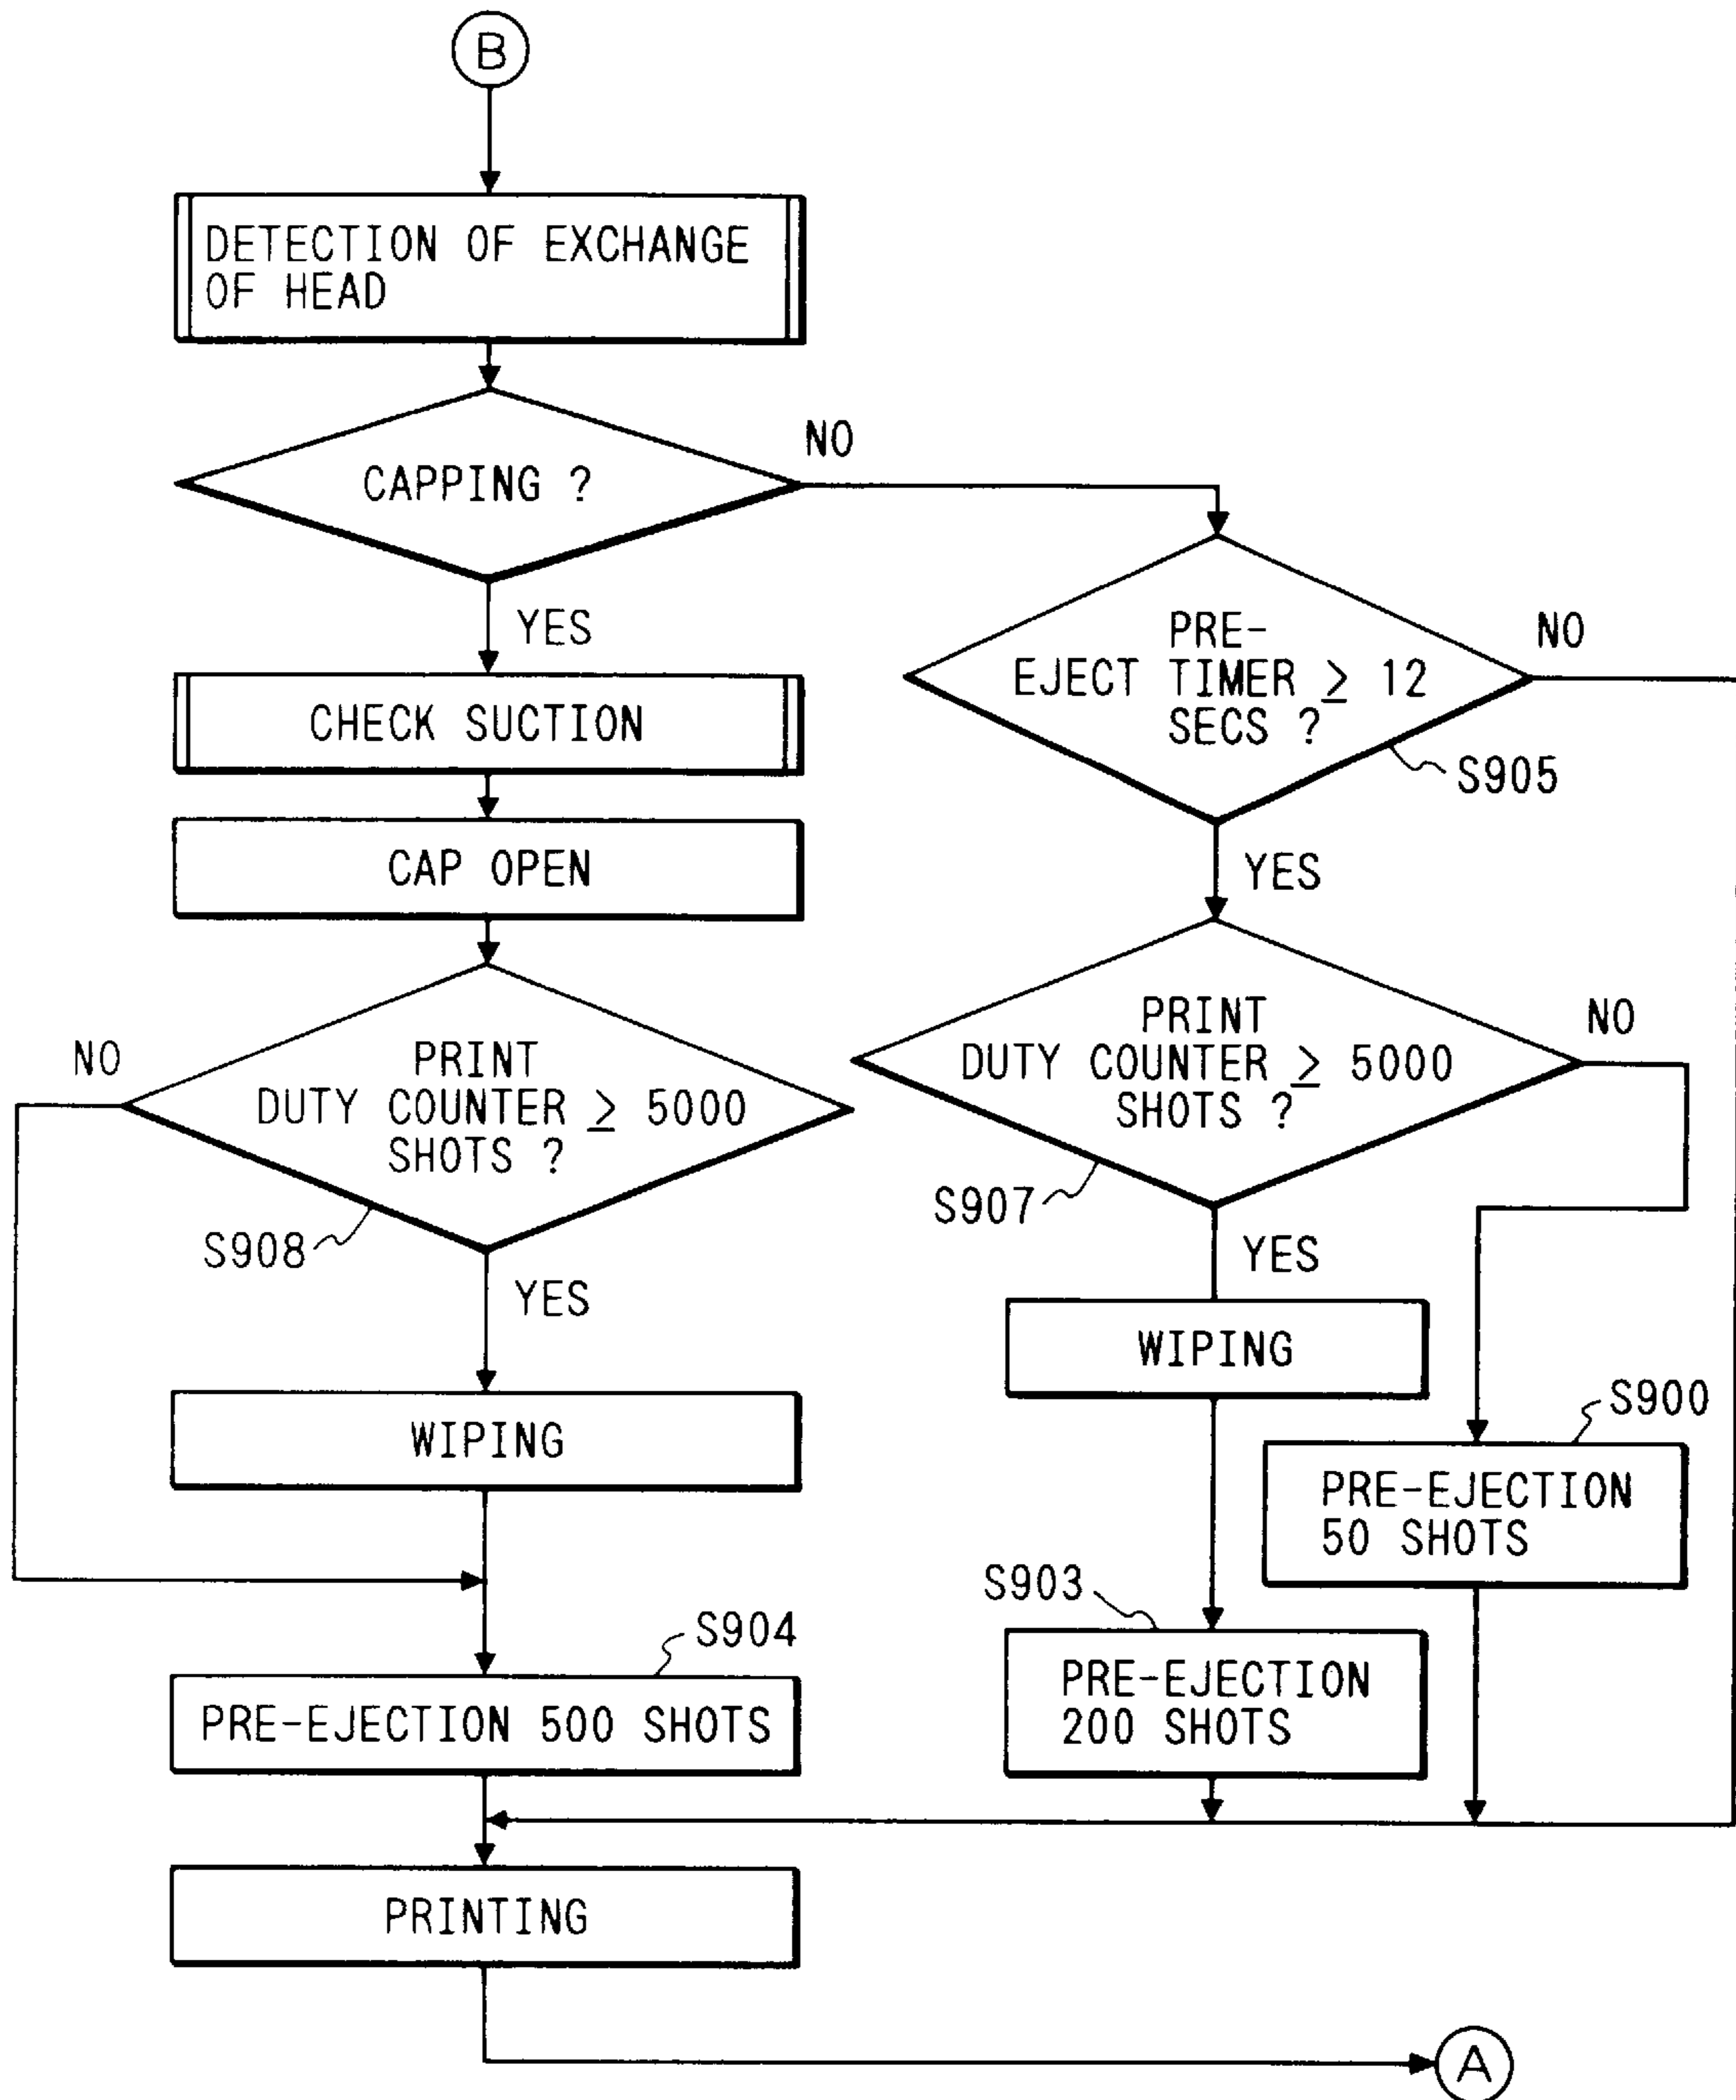 B
DETECTION OF EXCHANGE
OF HEAD
CAPPING ?
NO
YES
CHECK SUCTION
CAP OPEN
PRINT
DUTY COUNTER ≥ 5000
SHOTS ?
NO
S908
YES
WIPING
S904
PRE-EJECTION 500 SHOTS
PRINTING
PRE-
EJECT TIMER ≥ 12
SECS ?
NO
S905
YES
PRINT
DUTY COUNTER ≥ 5000
SHOTS ?
NO
S907
YES
WIPING
S903
PRE-EJECTION
200 SHOTS
S900
PRE-EJECTION
50 SHOTS
A